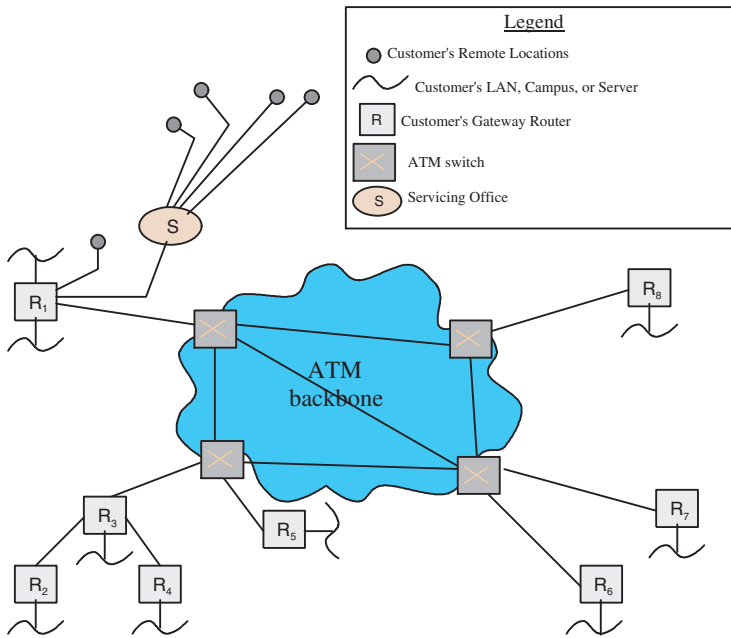 Legend
Customer's Remote Locations
Customer's LAN, Campus, or Server
R Customer's Gateway Router
ATM switch
S Servicing Office
S
R1
R8
ATM
backbone
R3
R5
R7
R2
R4
R6